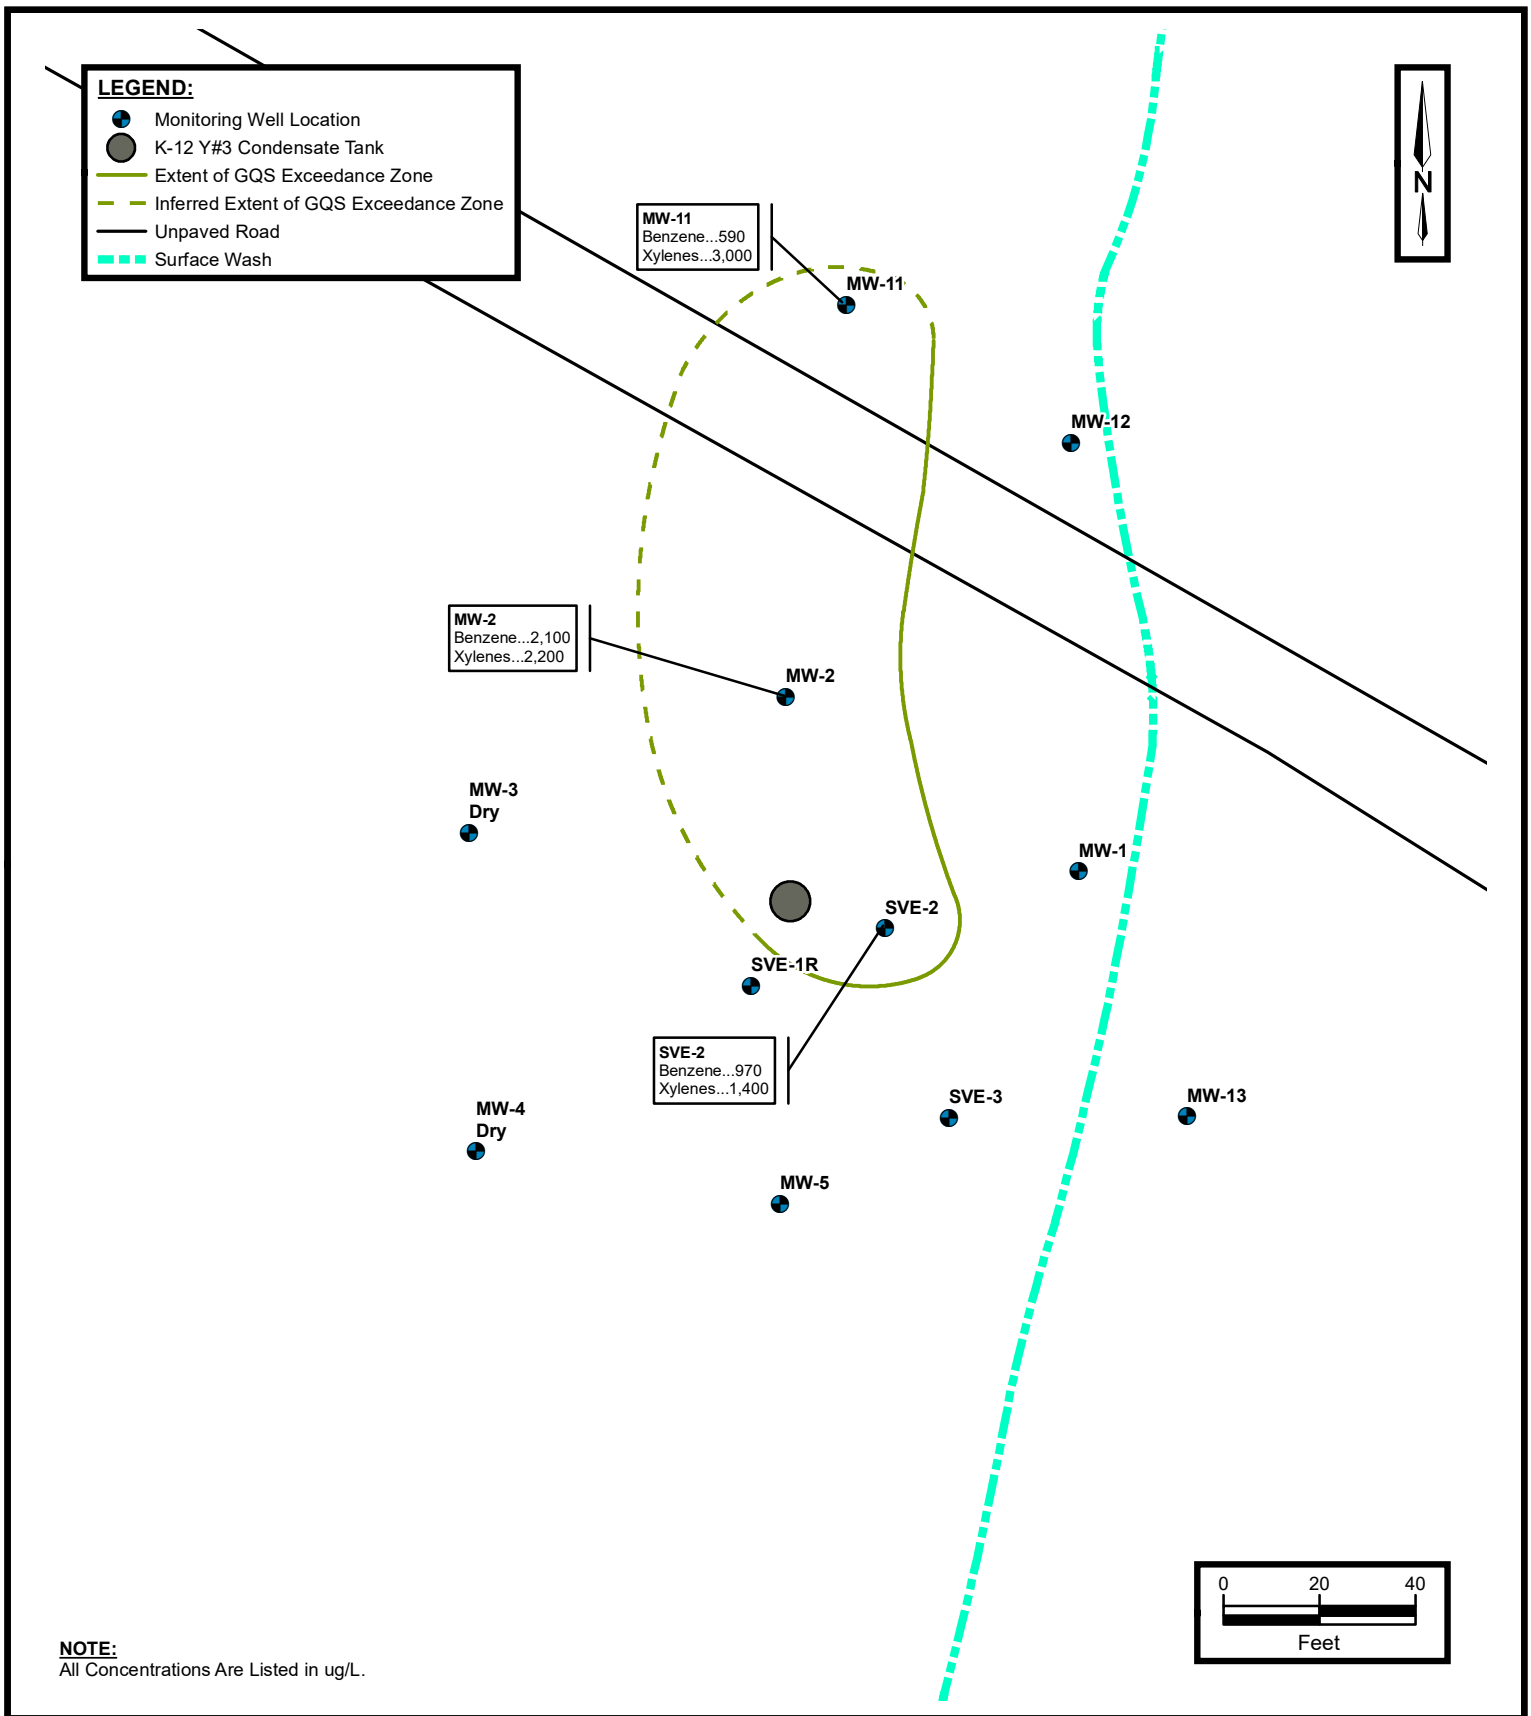 LEGEND:
Monitoring Well Location
K-12 Y#3 Condensate Tank
Extent of GQS Exceedance Zone
Inferred Extent of GQS Exceedance Zone
Unpaved Road
Surface Wash
N
MW-11
Benzene...590
Xylenes...3,000
MW-11
MW-12
MW-2
Benzene...2,100
Xylenes...2,200
MW-2
MW-3
Dry
MW-1
SVE-2
SVE-1R
SVE-2
Benzene...970
Xylenes...1,400
SVE-3
MW-13
MW-4
Dry
MW-5
0 20 40
Feet
NOTE:
All Concentrations Are Listed in ug/L.